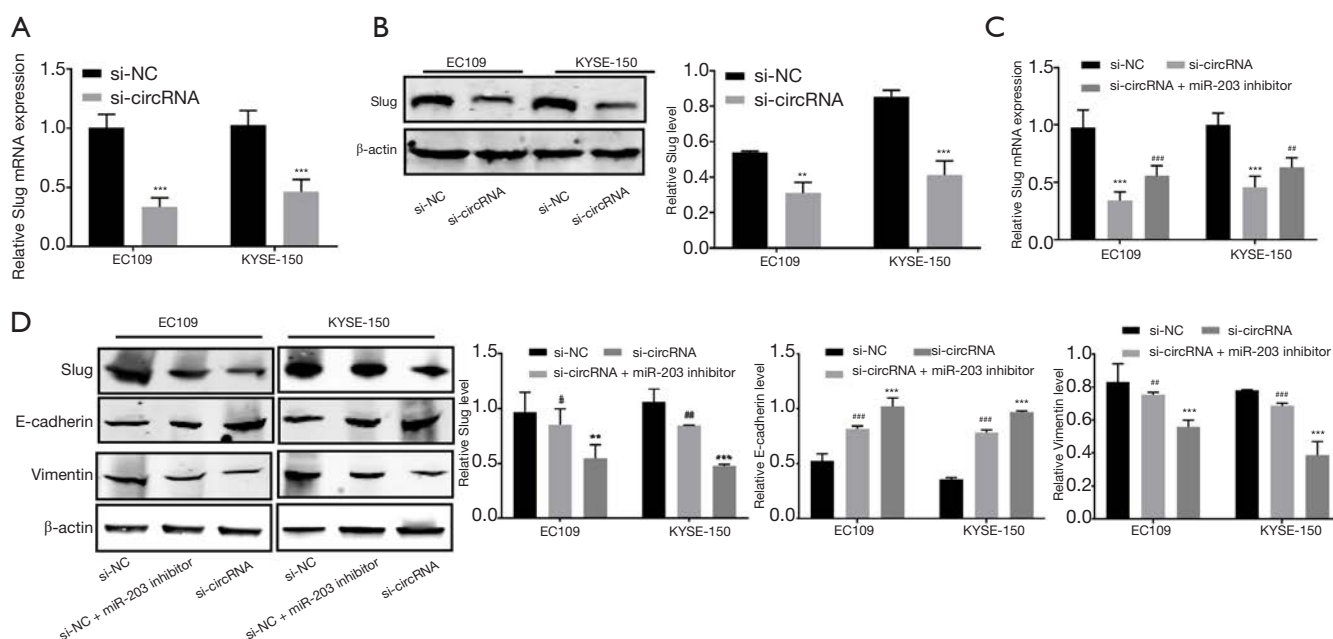 A
Relative Slug mRNA expression
1.5
1.0
0.5
0.0
si-NC
si-circRNA
***
***
EC109
KYSE-150
B
EC109
KYSE-150
Slug
β-actin
si-NC
si-circRNA
si-NC
si-circRNA
Relative Slug level
1.0
0.8
0.6
0.4
0.2
0.0
si-NC
si-circRNA
**
***
EC109
KYSE-150
C
si-NC
si-circRNA
si-circRNA + miR-203 inhibitor
Relative Slug mRNA expression
1.5
1.0
0.5
0.0
***
###
***
##
EC109
KYSE-150
D
EC109
KYSE-150
Slug
E-cadherin
Vimentin
β-actin
si-NC
si-NC + miR-203 inhibitor
si-circRNA
si-NC
si-NC + miR-203 inhibitor
si-circRNA
Relative Slug level
1.5
1.0
0.5
0.0
si-NC
si-circRNA
si-circRNA + miR-203 inhibitor
**
##
***
EC109
KYSE-150
Relative E-cadherin level
1.5
1.0
0.5
0.0
si-NC
si-circRNA
si-circRNA + miR-203 inhibitor
###
***
###
***
EC109
KYSE-150
Relative Vimentin level
1.0
0.8
0.6
0.4
0.2
0.0
si-NC
si-circRNA
si-circRNA + miR-203 inhibitor
##
***
###
***
EC109
KYSE-150